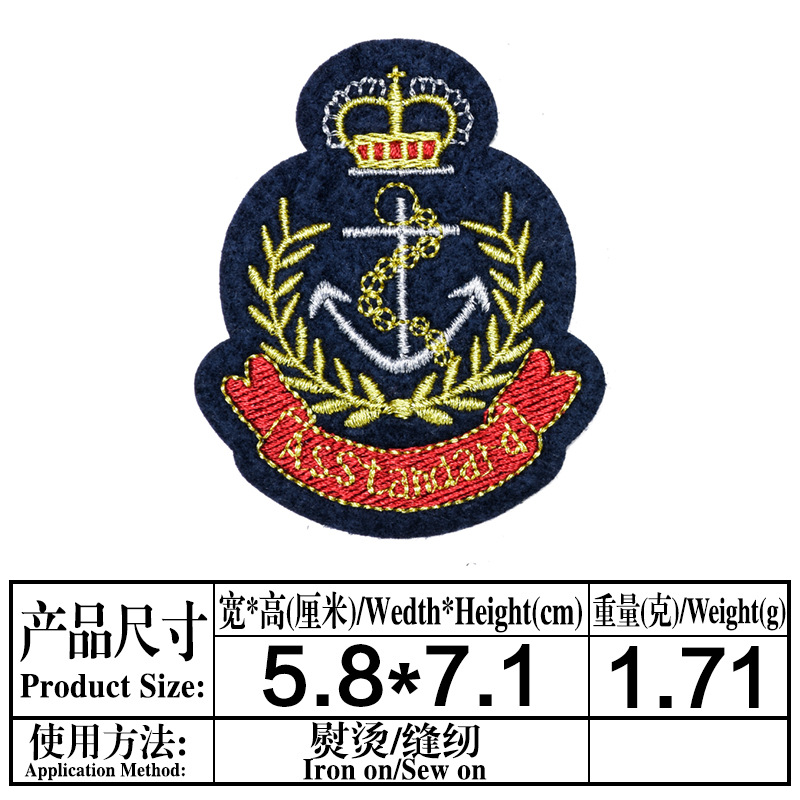 ASStandard
产品尺寸
Product Size:
宽*高(厘米)/Wedth*Height(cm)
重量(克)/Weight(g)
5.8*7.1
1.71
使用方法:
Application Method:
熨烫/缝纫
Iron on/Sew on